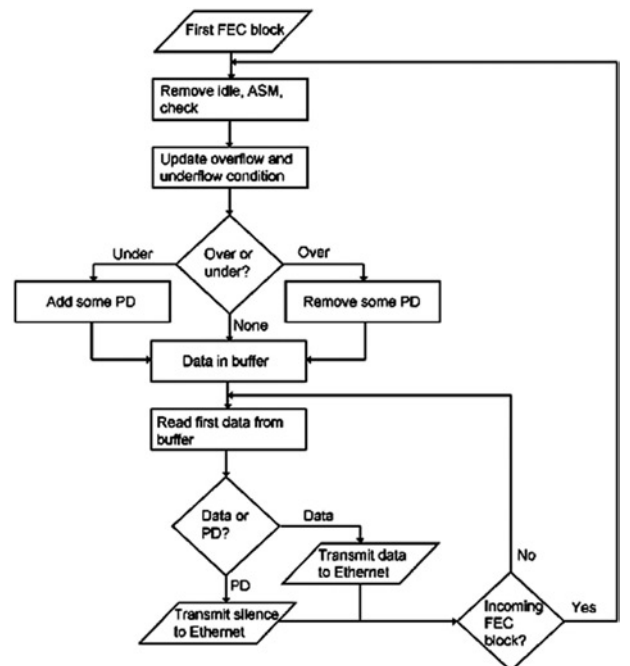 First FEC block
Remove idle, ASM,
check
Update overflow and
underflow condition
Over or
under?
Under
Over
Add some PD
Remove some PD
None
Data in buffer
Read first data from
buffer
Data or
PD?
Data
No
Transmit data
to Ethernet
PD
Transmit silence
to Ethernet
Incoming
FEC
block?
Yes